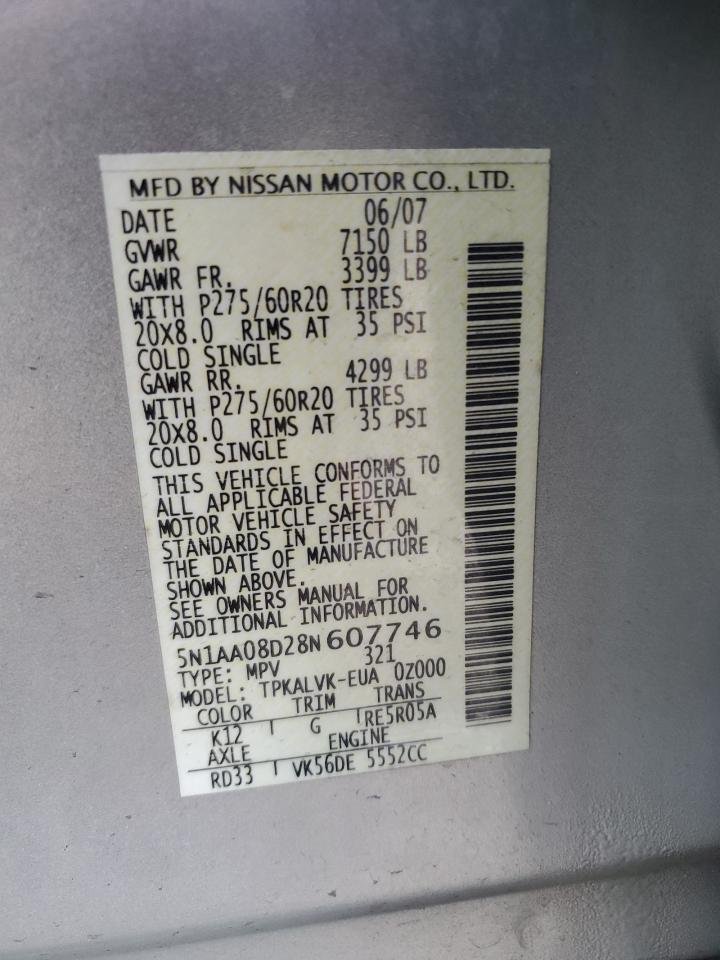 MFD BY NISSAN MOTOR CO., LTD.
DATE 06/07
GVWR 7150 LB
GAWR FR. 3399 LB
WITH P275/60R20 TIRES
20X8.0 RIMS AT 35 PSI
COLD SINGLE
GAWR RR. 4299 LB
WITH P275/60R20 TIRES
20X8.0 RIMS AT 35 PSI
COLD SINGLE
THIS VEHICLE CONFORMS TO
ALL APPLICABLE FEDERAL
MOTOR VEHICLE SAFETY
STANDARDS IN EFFECT ON
THE DATE OF MANUFACTURE
SHOWN ABOVE.
SEE OWNERS MANUAL FOR
ADDITIONAL INFORMATION.
5N1AA08D28N607746
TYPE: MPV 321
MODEL: TPKALVK-EUA 0Z000
COLOR TRIM TRANS
K12 G RE5R05A
AXLE ENGINE
RD33 VK56DE 5552CC